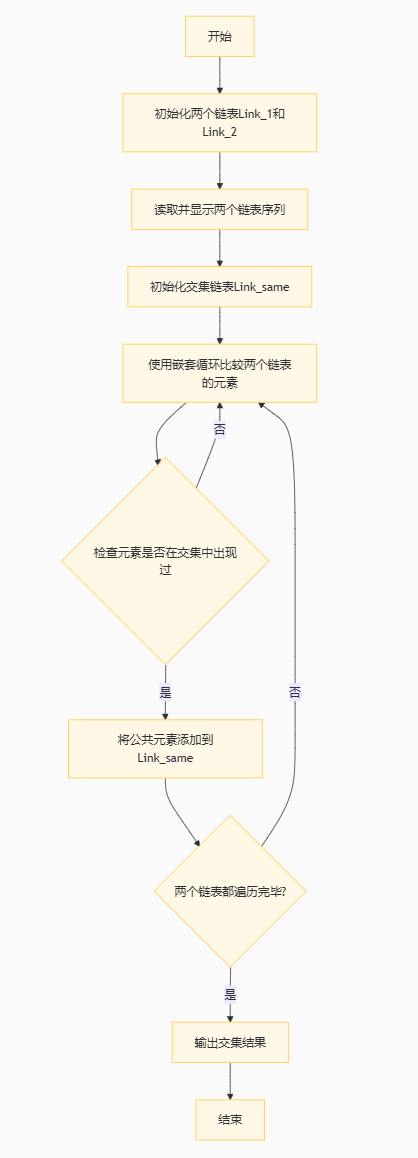 开始
初始化两个链表Link_1和
Link_2
读取并显示两个链表序列
初始化交集链表Link_same
使用嵌套循环比较两个链表
的元素
否
检查元素是否在交集中出现
过
是
否
将公共元素添加到
Link_same
两个链表都遍历完毕?
是
输出交集结果
结束